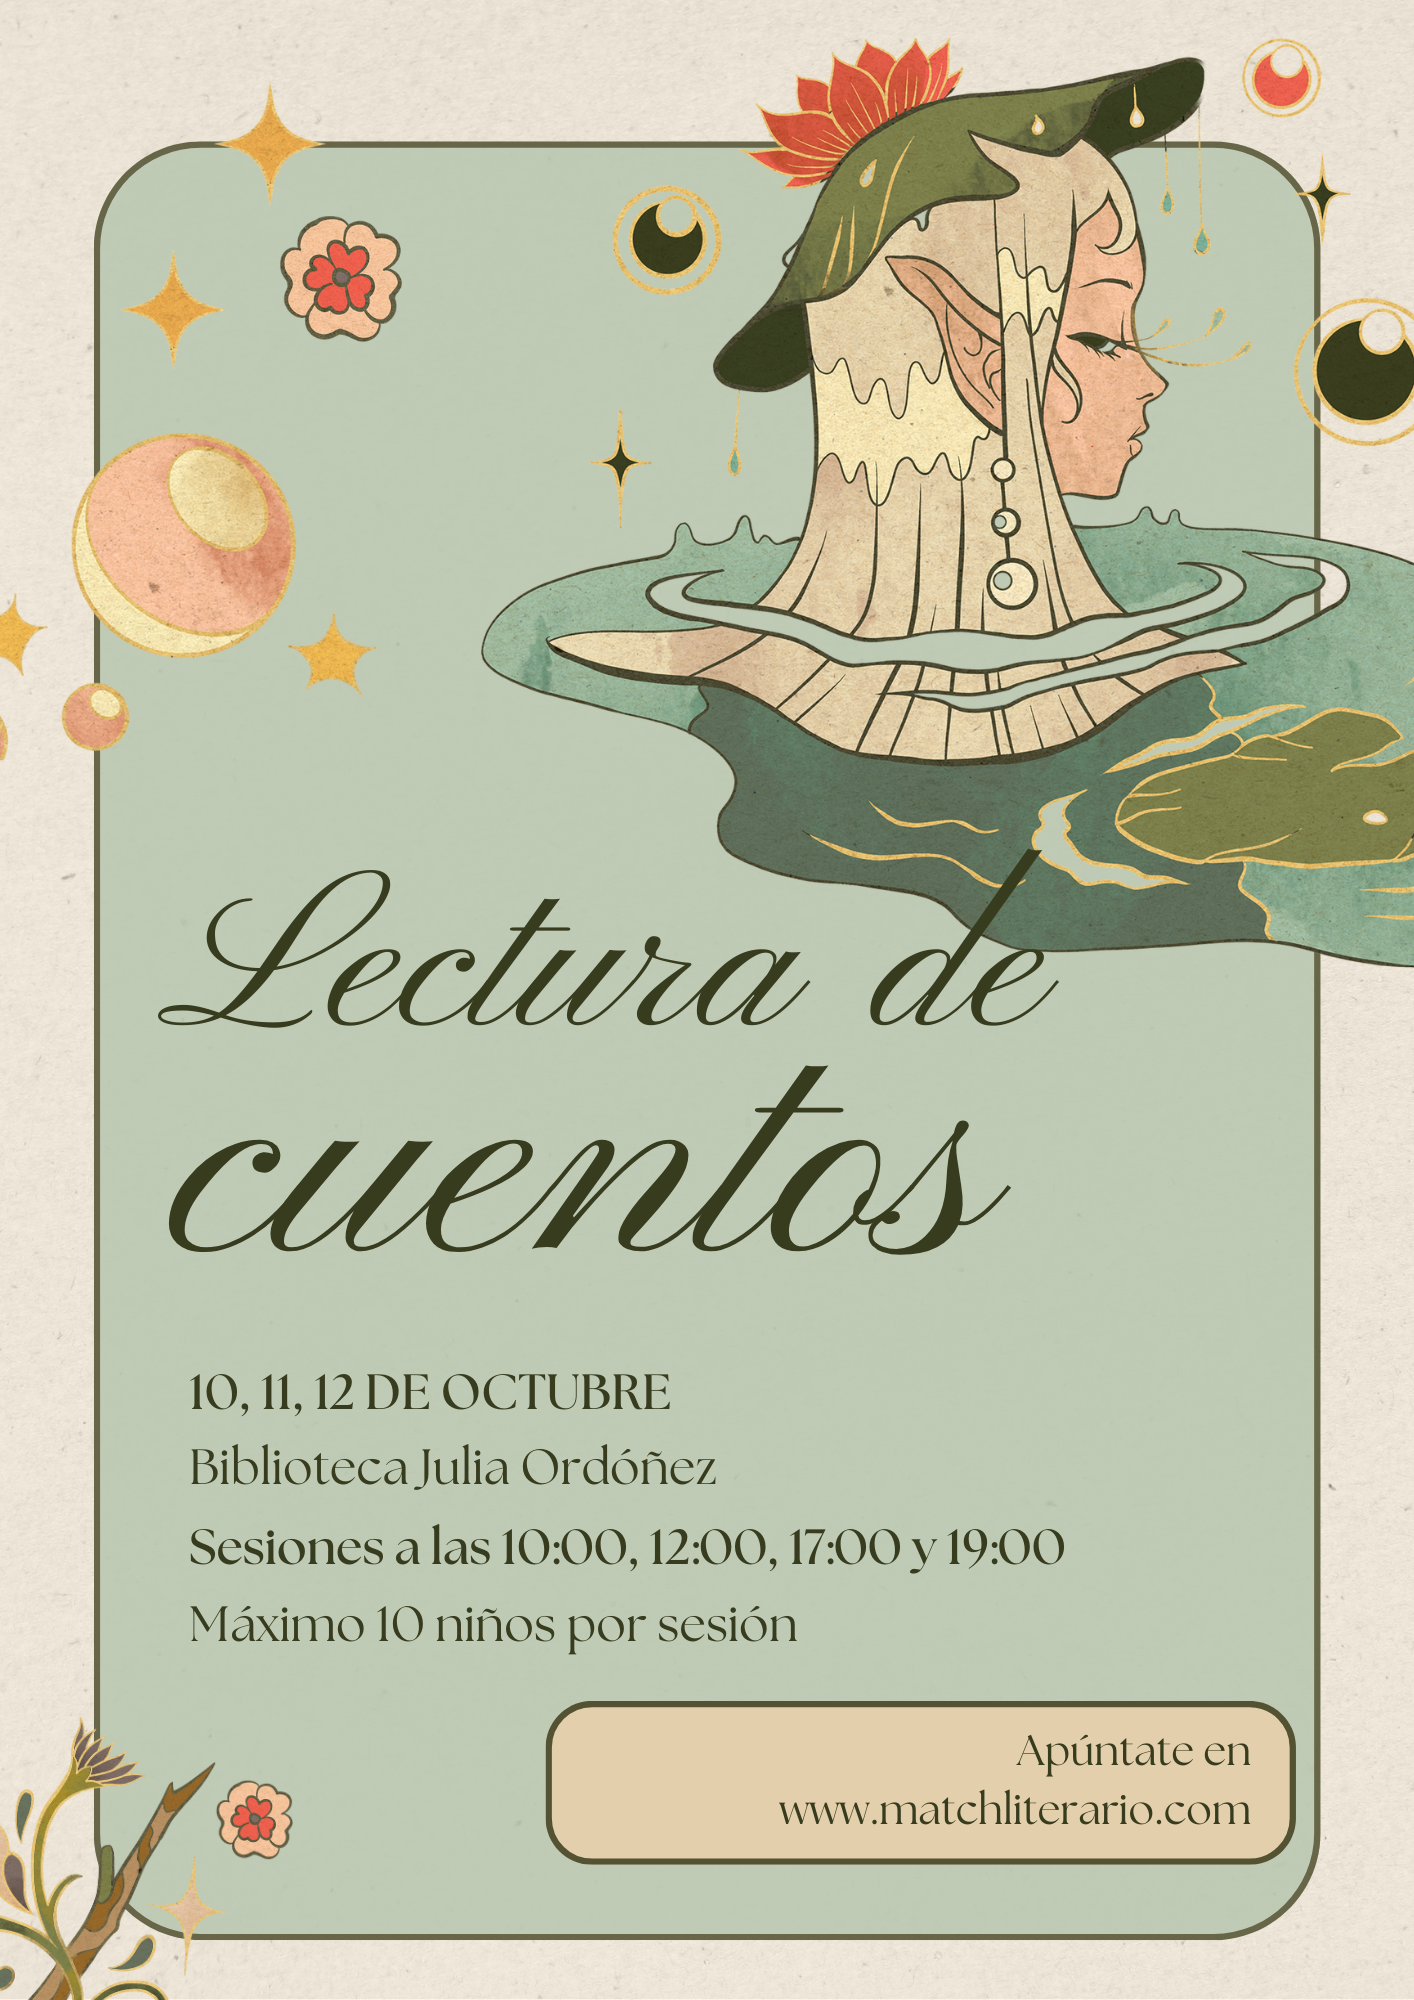 Lectura de
cuentos
10, 11, 12 DE OCTUBRE
Biblioteca Julia Ordóñez
Sesiones a las 10:00, 12:00, 17:00 y 19:00
Máximo 10 niños por sesión
Apúntate en
www.matchliterario.com